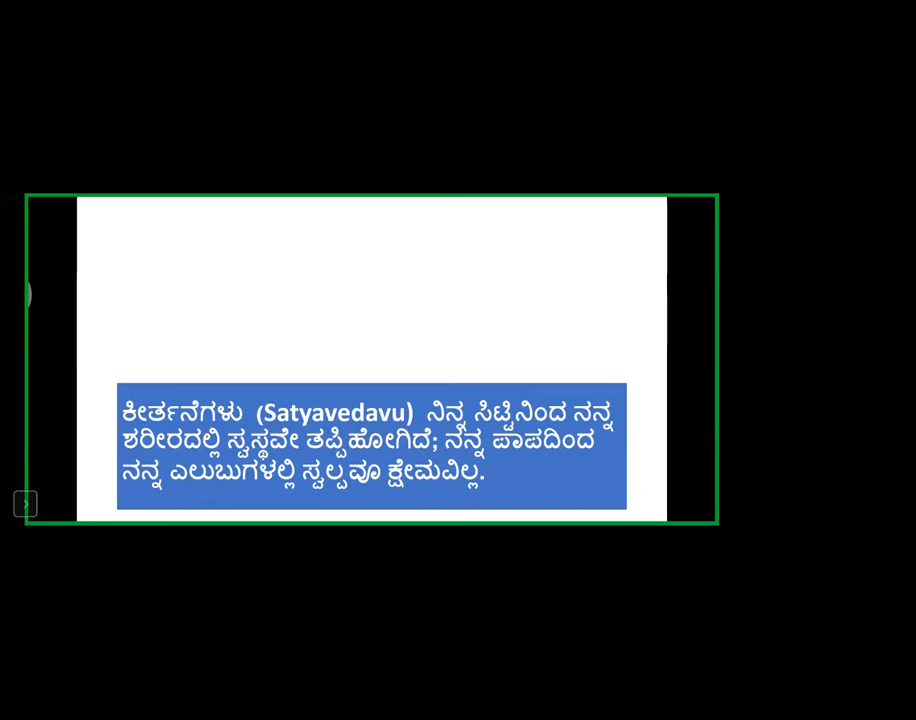 ಕೀರ್ತನೆಗಳು (Satyavedavu) ನಿನ್ನ ಸಿಟ್ಟಿನಿಂದ ನನ್ನ
ಶರೀರದಲ್ಲಿ ಸ್ವಸ್ಥವೇ ತಪ್ಪಿಹೋಗಿದೆ; ನನ್ನ ಪಾಪದಿಂದ
ನನ್ನ ಎಲುಬುಗಳಲ್ಲಿ ಸ್ವಲ್ಪವೂ ಕ್ಷೇಮವಿಲ್ಲ.